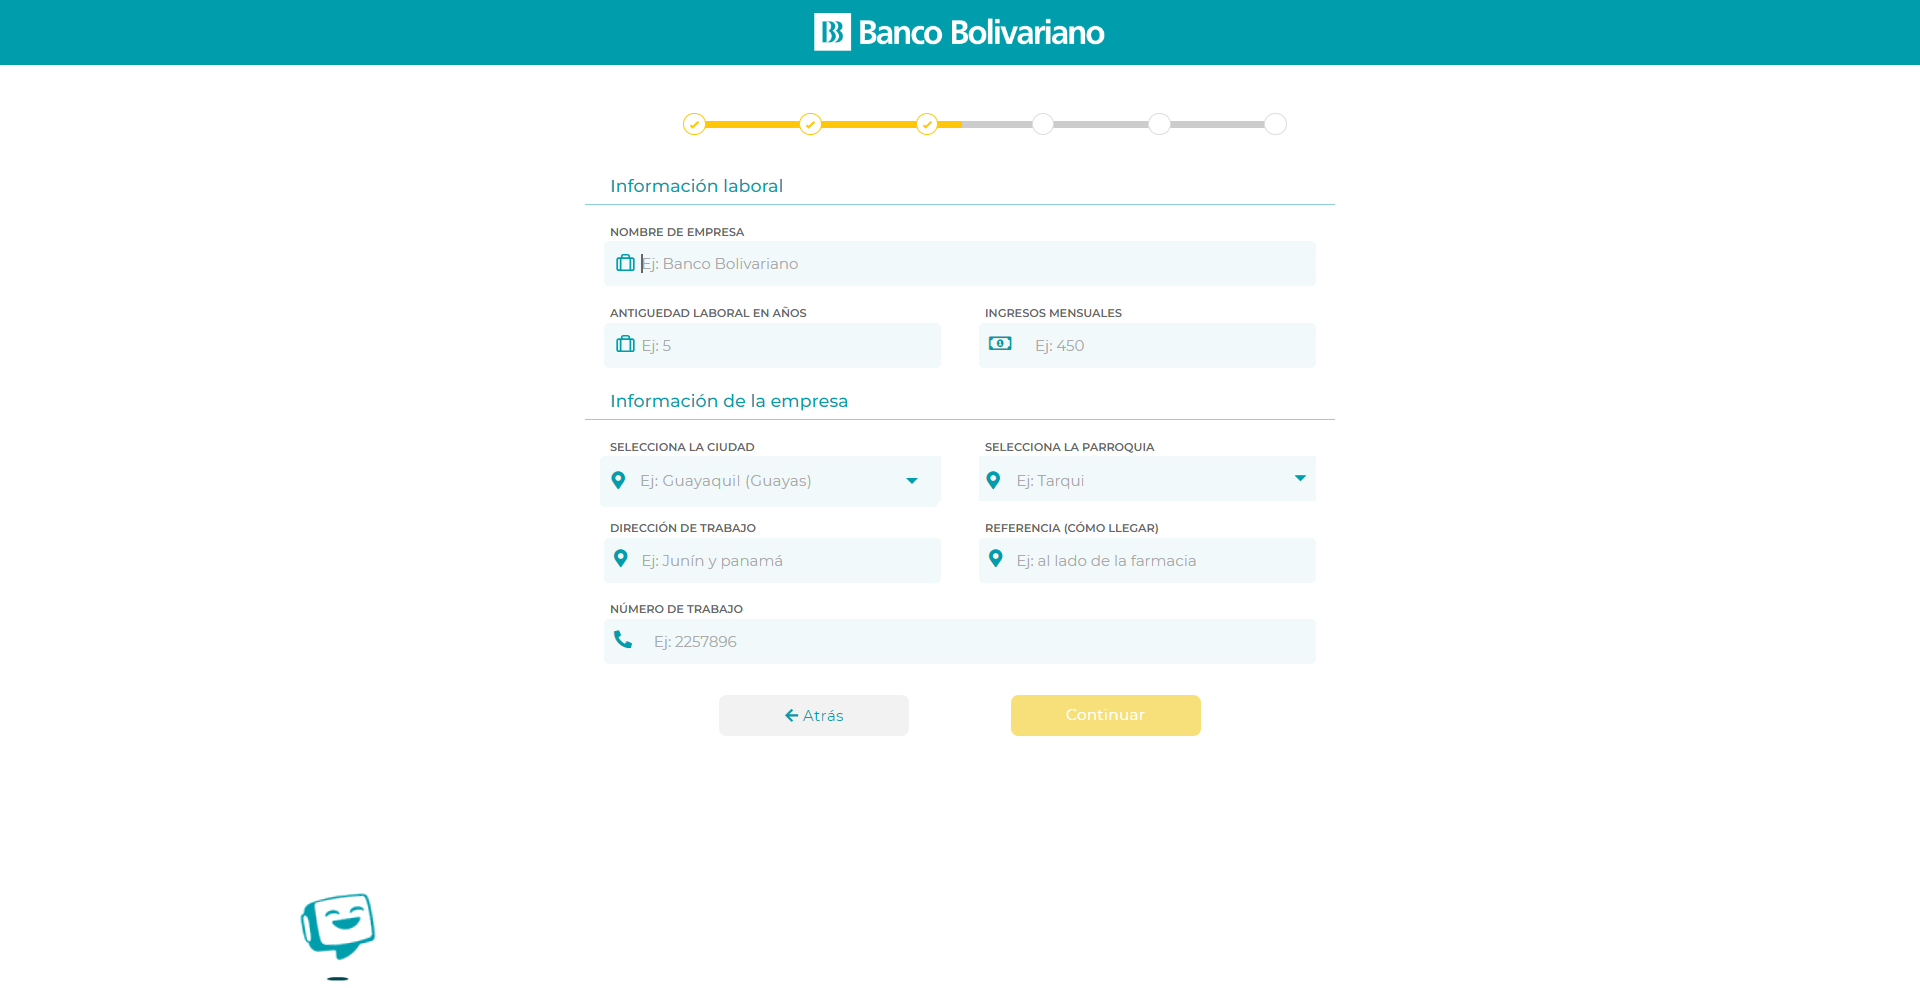 Banco Bolivariano
Información laboral
NOMBRE DE EMPRESA
Ej: Banco Bolivariano
ANTIGUEDAD LABORAL EN AÑOS
INGRESOS MENSUALES
Ej: 5
Ej: 450
Información de la empresa
SELECCIONA LA CIUDAD
SELECCIONA LA PARROQUIA
Ej: Guayaquil (Guayas)
Ej: Tarqui
DIRECCIÓN DE TRABAJO
REFERENCIA (CÓMO LLEGAR)
Ej: Junín y panamá
Ej: al lado de la farmacia
NÚMERO DE TRABAJO
Ej: 2257896
Atrás
Continuar